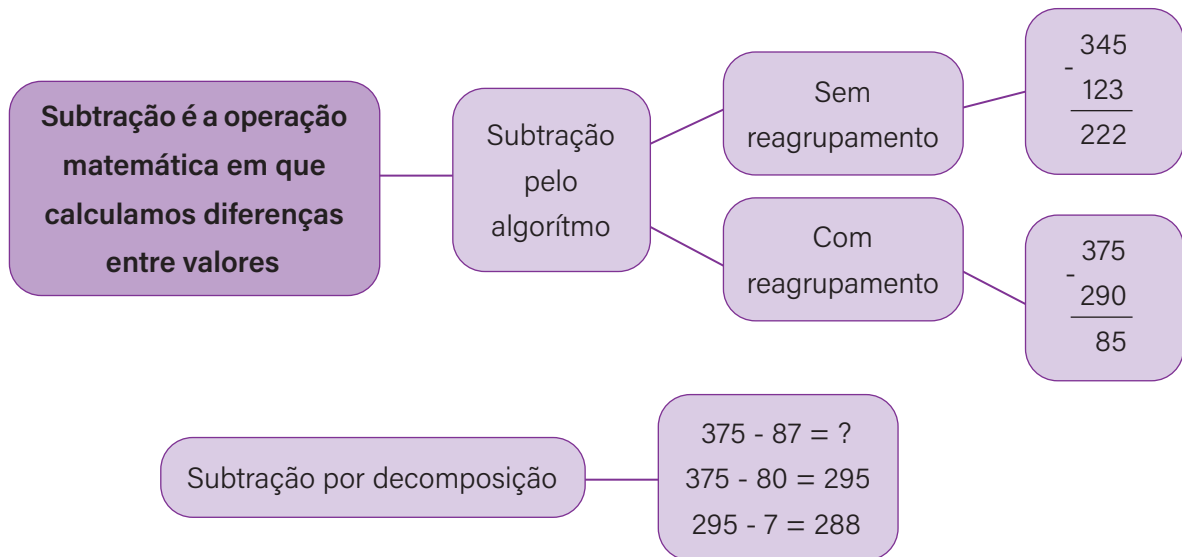 Subtração é a operação
matemática em que
calculamos diferenças
entre valores
Subtração
pelo
algorítmo
Sem
reagrupamento
345
-
123
222
Com
reagrupamento
375
-
290
85
Subtração por decomposição
375 - 87 = ?
375 - 80 = 295
295 - 7 = 288